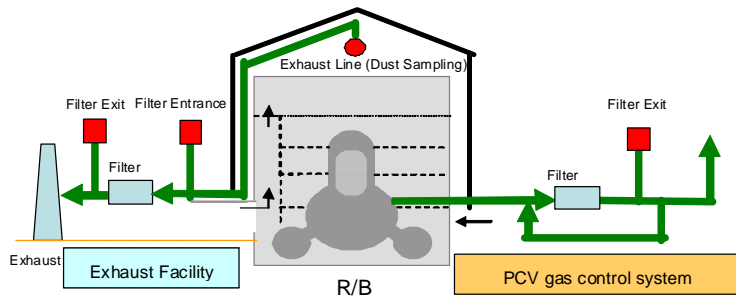 Exhaust Line (Dust Sampling)
Filter Exit
Filter Entrance
Filter Exit
Filter
Filter
Exhaust
Exhaust Facility
R/B
PCV gas control system